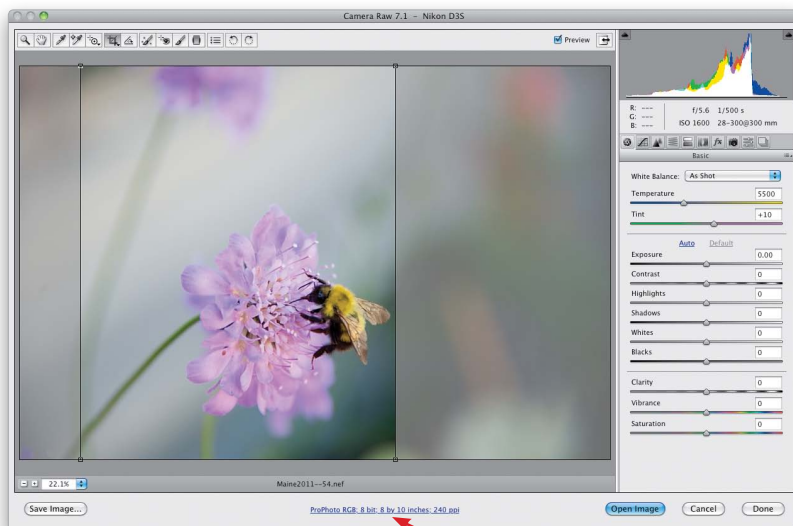 Camera Raw 7.1 – Nikon D3S
Preview
R: ---
G: ---
B: ---
f/5.6 1/500 s
ISO 1600 28-300@300 mm
fx
Basic
White Balance: As Shot
Temperature 5500
Tint +10
Auto Default
Exposure 0.00
Contrast 0
Highlights 0
Shadows 0
Whites 0
Blacks 0
Clarity 0
Vibrance 0
Saturation 0
22.1% Maine2011--54.nef
Save Image... ProPhoto RGB; 8 bit; 8 by 10 inches; 240 ppi Open Image Cancel Done